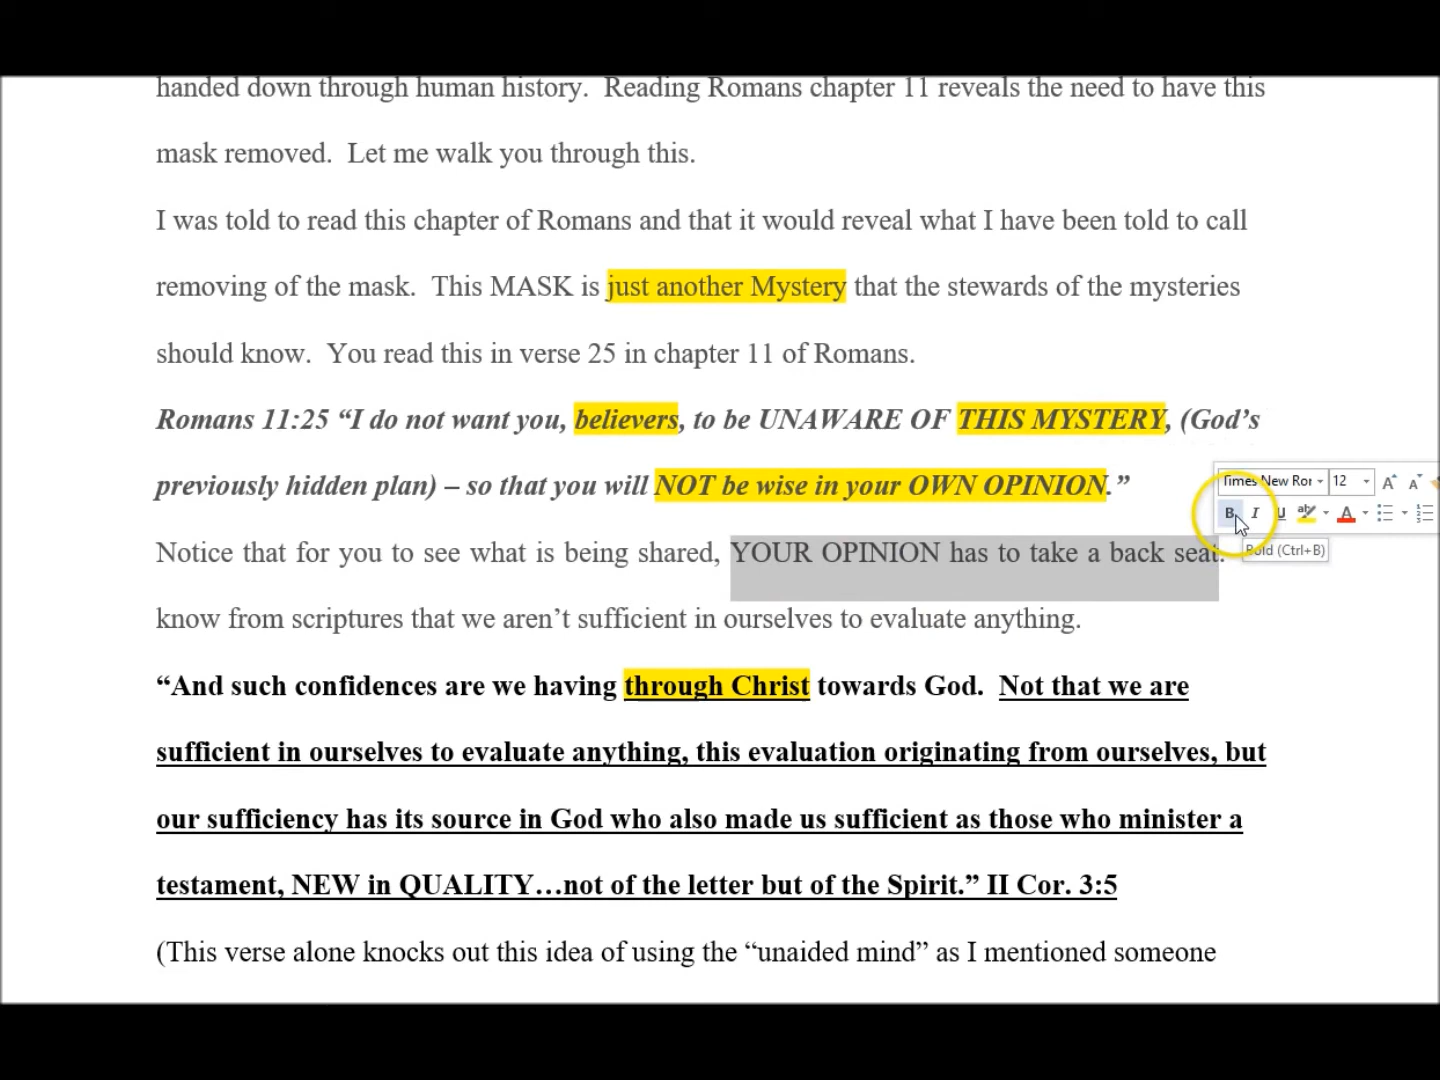 handed down through human history. Reading Romans chapter 11 reveals the need to have this
mask removed. Let me walk you through this.
I was told to read this chapter of Romans and that it would reveal what I have been told to call
removing of the mask. This MASK is just another Mystery that the stewards of the mysteries
should know. You read this in verse 25 in chapter 11 of Romans.
Romans 11:25 “I do not want you, believers, to be UNAWARE OF THIS MYSTERY, (God’s
previously hidden plan) – so that you will NOT be wise in your OWN OPINION.”
Times New Ror 12
B I U
Bold (Ctrl+B)
Notice that for you to see what is being shared, YOUR OPINION has to take a back seat.
know from scriptures that we aren’t sufficient in ourselves to evaluate anything.
“And such confidences are we having through Christ towards God. Not that we are
sufficient in ourselves to evaluate anything, this evaluation originating from ourselves, but
our sufficiency has its source in God who also made us sufficient as those who minister a
testament, NEW in QUALITY…not of the letter but of the Spirit.” II Cor. 3:5
(This verse alone knocks out this idea of using the “unaided mind” as I mentioned someone